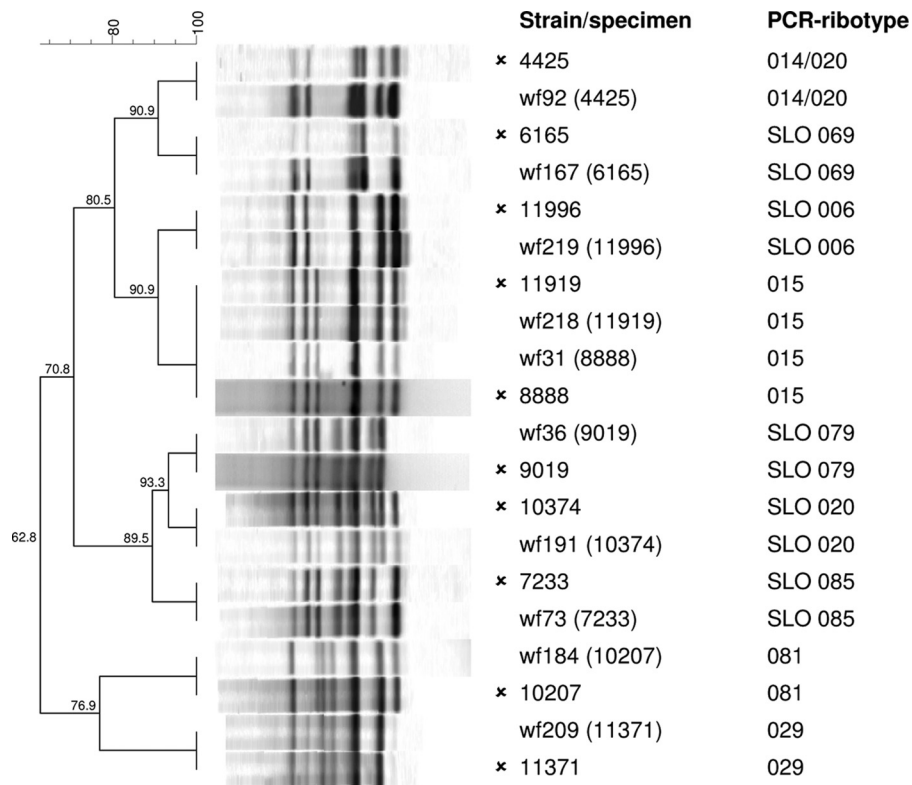 80
100
Strain/specimen PCR-ribotype
× 4425 014/020
wf92 (4425) 014/020
90.9
× 6165 SLO 069
wf167 (6165) SLO 069
80.5
× 11996 SLO 006
wf219 (11996) SLO 006
90.9
× 11919 015
wf218 (11919) 015
70.8
wf31 (8888) 015
× 8888 015
wf36 (9019) SLO 079
93.3
× 9019 SLO 079
× 10374 SLO 020
62.8 89.5
wf191 (10374) SLO 020
× 7233 SLO 085
wf73 (7233) SLO 085
wf184 (10207) 081
76.9
× 10207 081
wf209 (11371) 029
× 11371 029